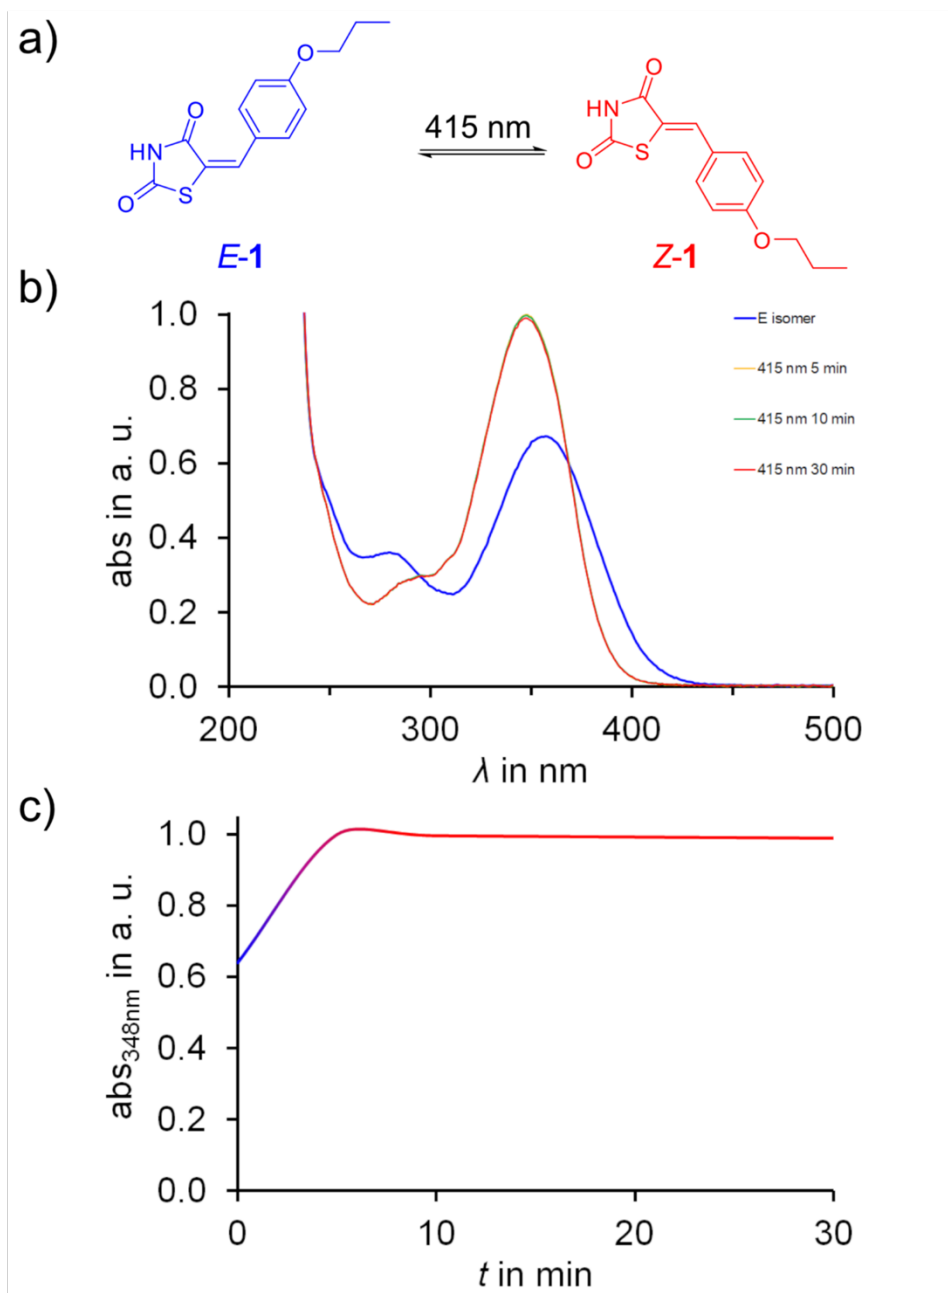 a)
O
O
HN
O
S
415 nm
O
HN
O
S
O
E-1
Z-1
b)
1.0
0.8
0.6
0.4
0.2
0.0
abs in a. u.
200
300
400
500
λ in nm
E isomer
415 nm 5 min
415 nm 10 min
415 nm 30 min
c)
1.0
0.8
0.6
0.4
0.2
0.0
abs348nm in a. u.
0
10
20
30
t in min